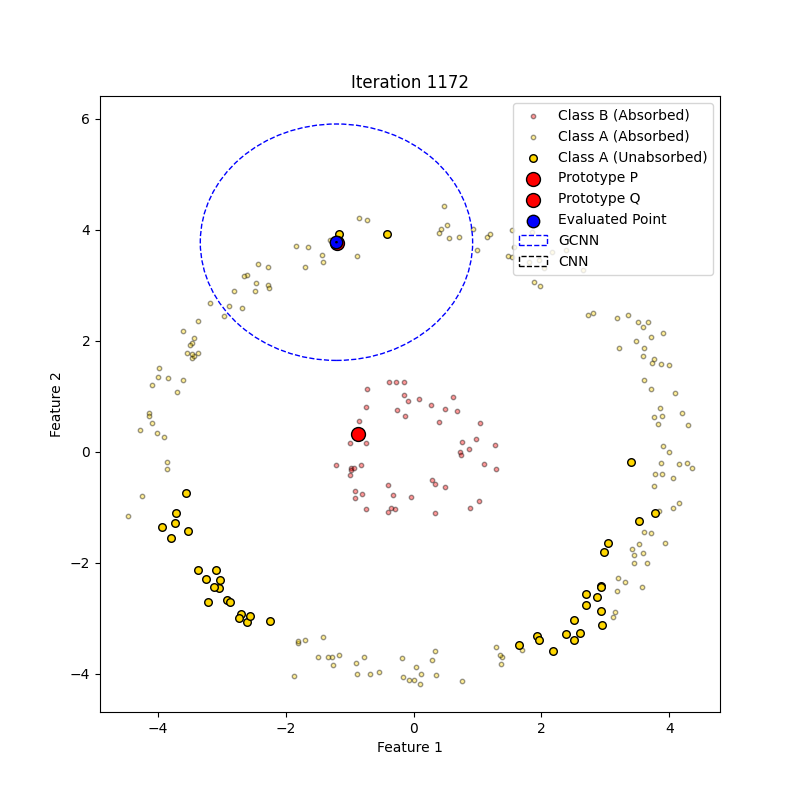 Iteration 1172
Class B (Absorbed)
Class A (Absorbed)
Class A (Unabsorbed)
Prototype P
Prototype Q
Evaluated Point
GCNN
CNN
6
4
2
0
−2
−4
Feature 2
−4
−2
0
2
4
Feature 1